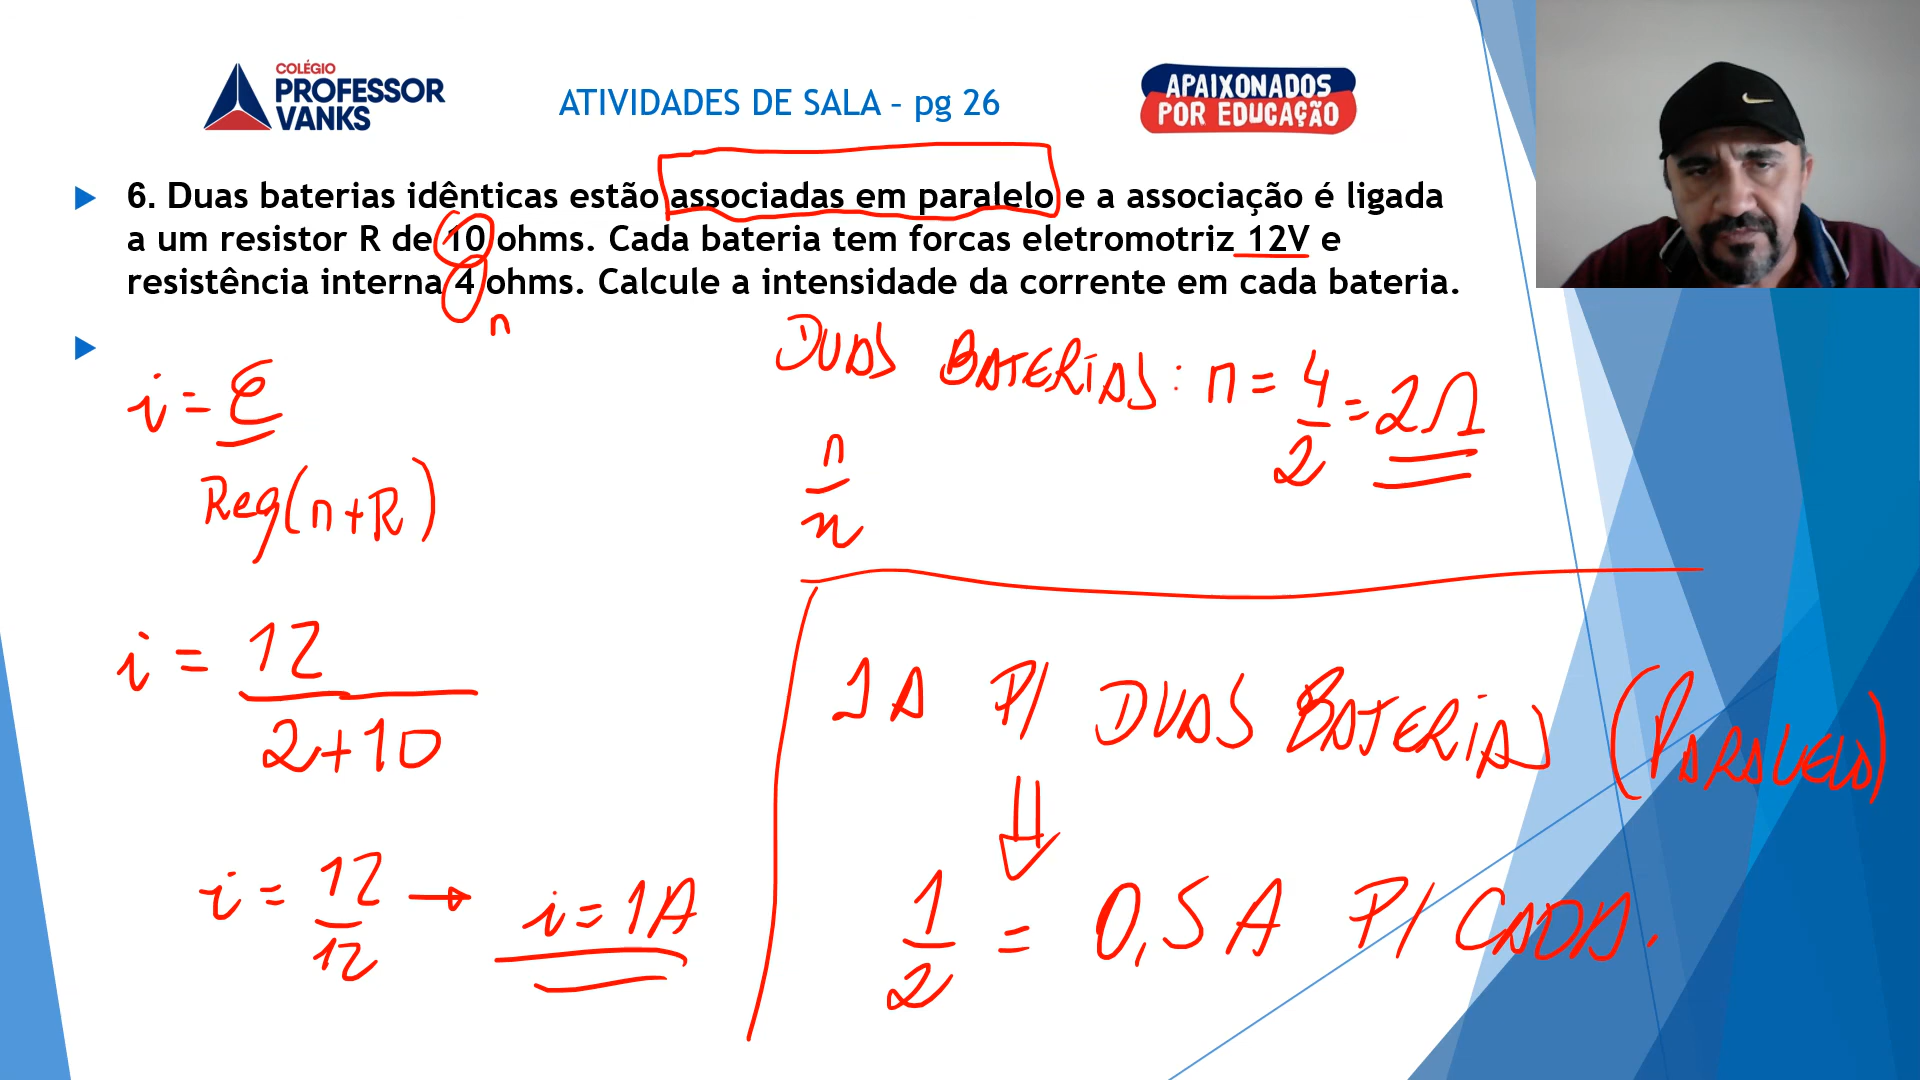 COLÉGIO
PROFESSOR
VANKS
ATIVIDADES DE SALA - pg 26
APAIXONADOS
POR EDUCAÇÃO
6. Duas baterias idênticas estão associadas em paralelo e a associação é ligada
a um resistor R de 10 ohms. Cada bateria tem forcas eletromotriz 12V e
resistência interna 4 ohms. Calcule a intensidade da corrente em cada bateria.
r
DUAS BATERIAS: r = 4/2 = 2Ω
i = ε
Req(r+R)
r
n
i = 12
2+10
1A P/ DUAS BATERIAS (PARALELO)
i = 12/12 → i = 1A
1/2 = 0,5 A P/ CADA.